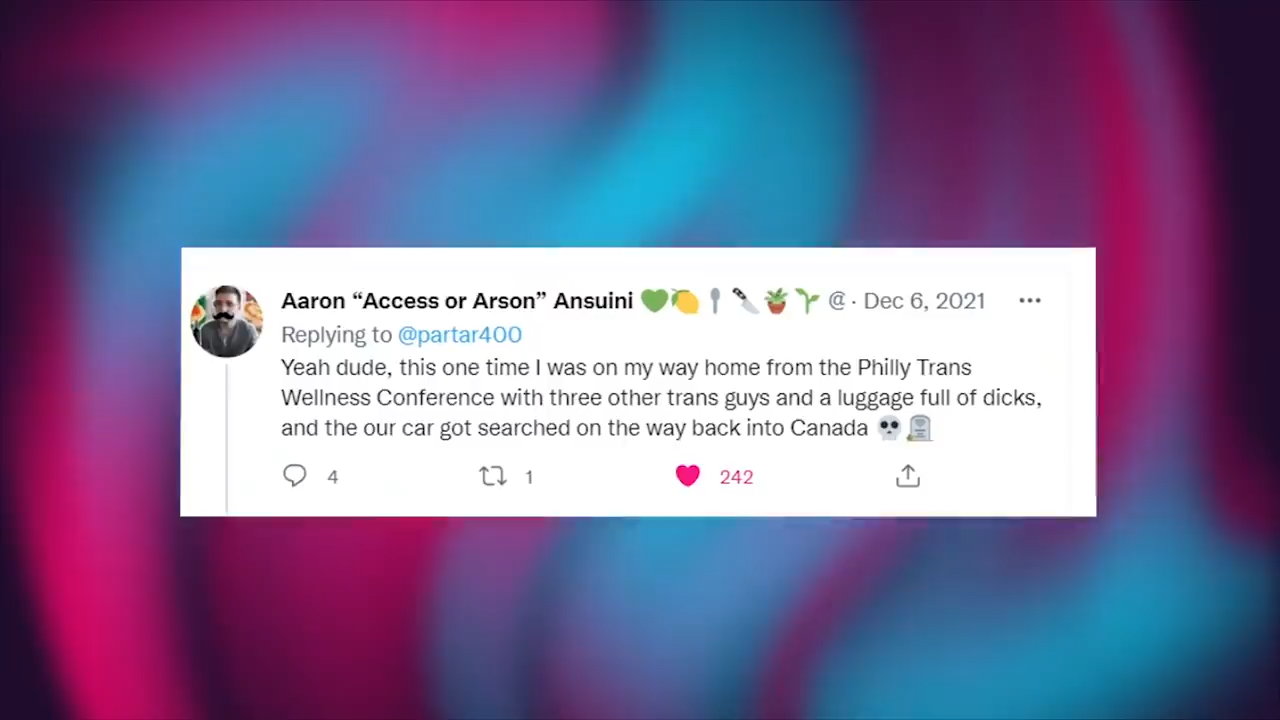 Aaron “Access or Arson” Ansuini 💚🍋🥄🔪🪴🌱 @ · Dec 6, 2021
Replying to @partar400
Yeah dude, this one time I was on my way home from the Philly Trans
Wellness Conference with three other trans guys and a luggage full of dicks,
and the our car got searched on the way back into Canada 💀🪦
4 1 242